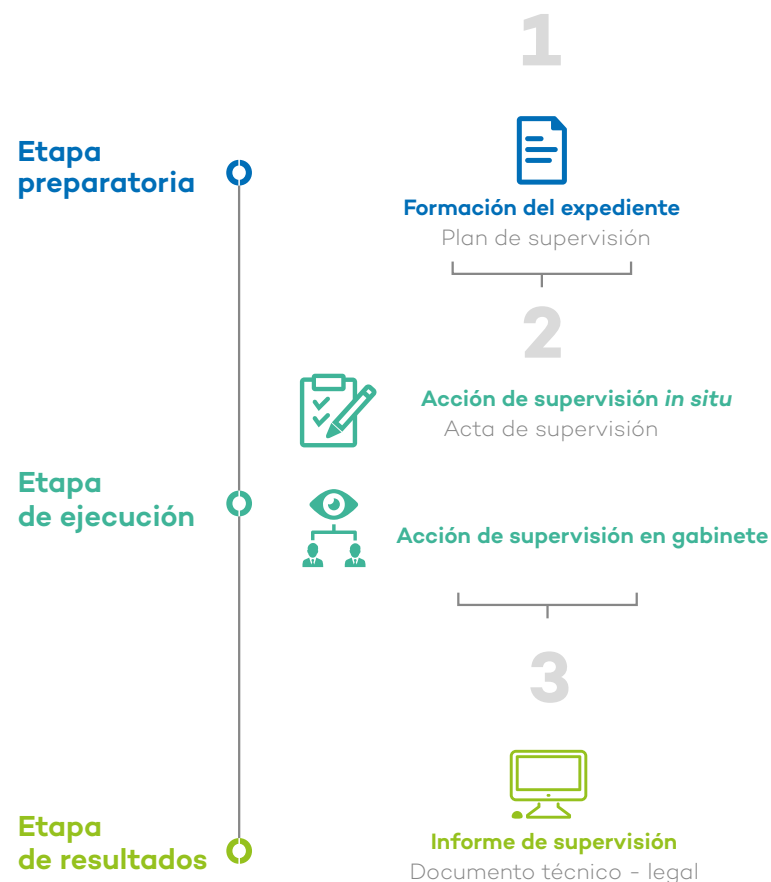 1
Etapa
preparatoria
Formación del expediente
Plan de supervisión
2
Acción de supervisión in situ
Acta de supervisión
Etapa
de ejecución
Acción de supervisión en gabinete
3
Etapa
de resultados
Informe de supervisión
Documento técnico - legal